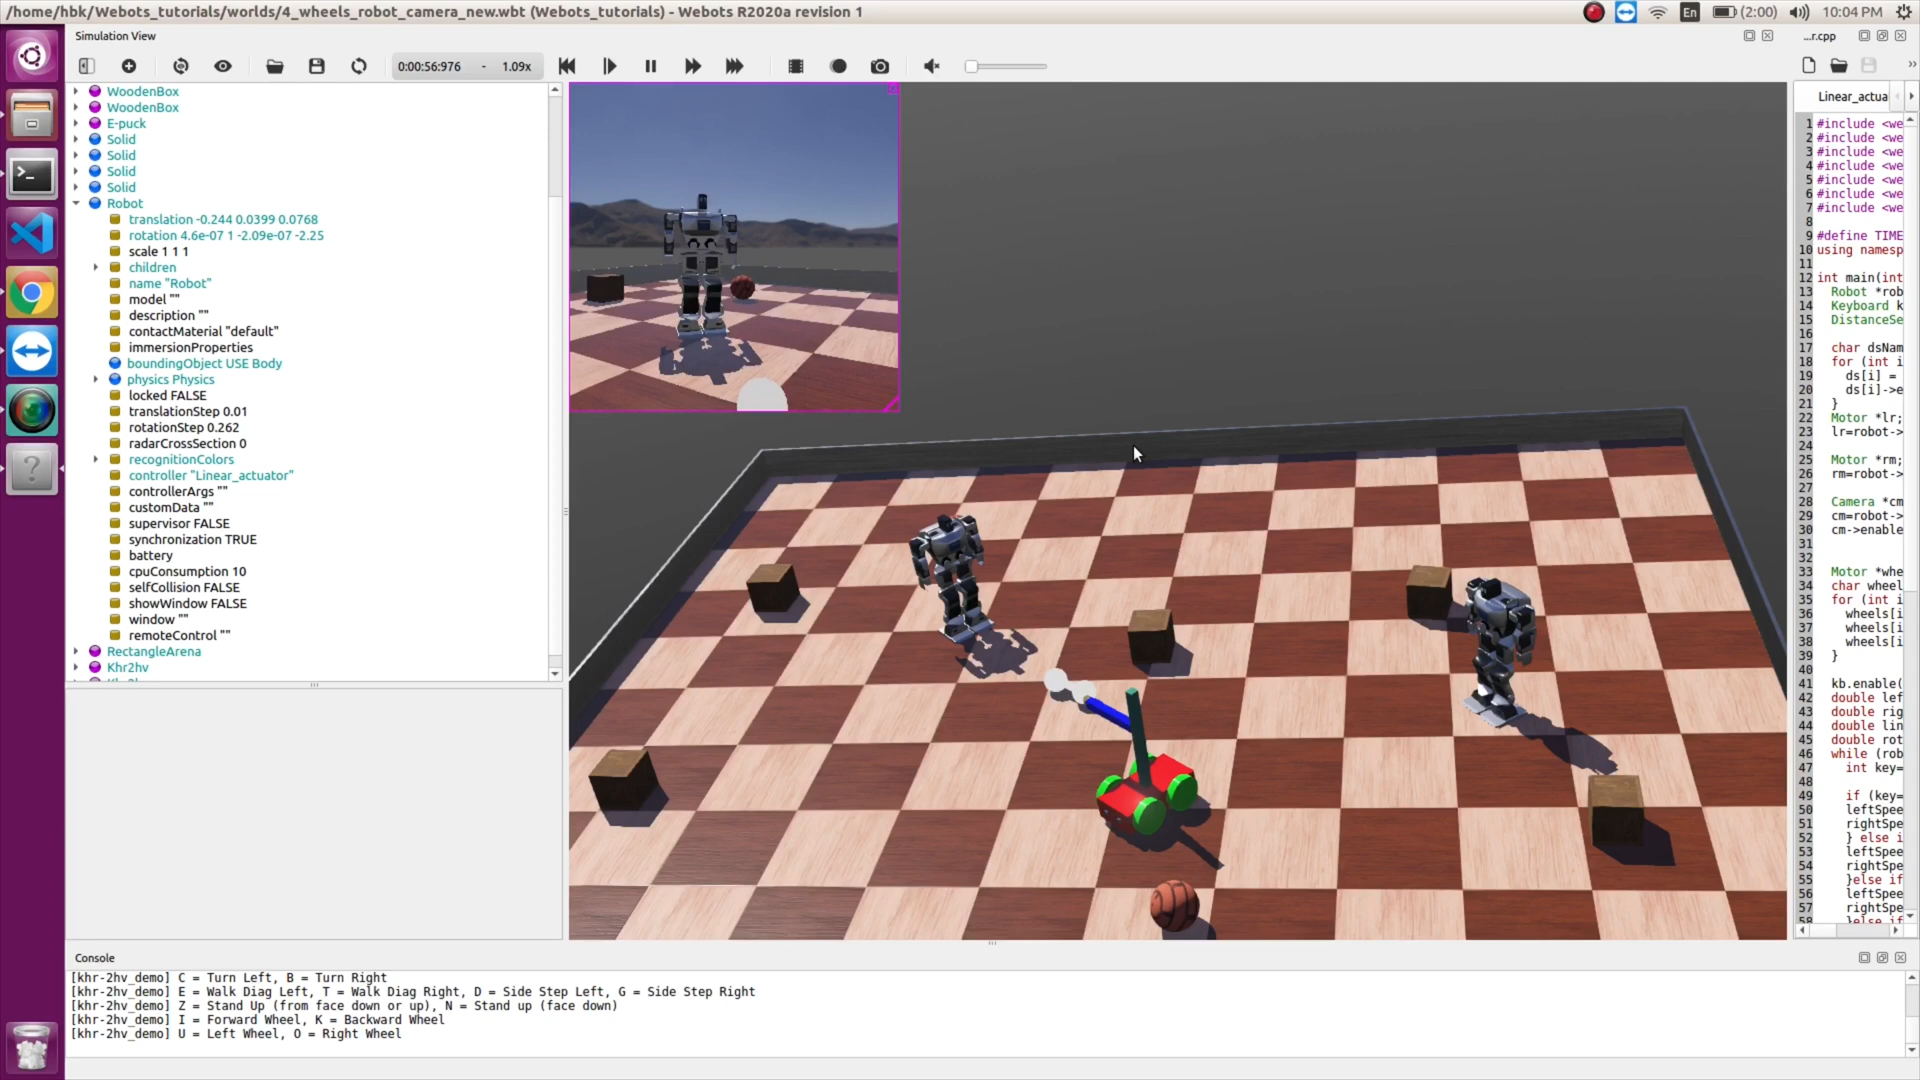 /home/hbk/Webots_tutorials/worlds/4_wheels_robot_camera_new.wbt (Webots_tutorials) - Webots R2020a revision 1
En (2:00) 10:04 PM
Simulation View
...r.cpp
0:00:56:976 - 1.09x
WoodenBox
WoodenBox
E-puck
Solid
Solid
Solid
Solid
Robot
translation -0.244 0.0399 0.0768
rotation 4.6e-07 1 -2.09e-07 -2.25
scale 1 1 1
children
name "Robot"
model ""
description ""
contactMaterial "default"
immersionProperties
boundingObject USE Body
physics Physics
locked FALSE
translationStep 0.01
rotationStep 0.262
radarCrossSection 0
recognitionColors
controller "Linear_actuator"
controllerArgs ""
customData ""
supervisor FALSE
synchronization TRUE
battery
cpuConsumption 10
selfCollision FALSE
showWindow FALSE
window ""
remoteControl ""
RectangleArena
Khr2hv
Linear_actua
1 #include <we
2 #include <we
3 #include <we
4 #include <we
5 #include <we
6 #include <we
7 #include <we
8
9 #define TIME
10 using namesp
11
12 int main(int
13 Robot *rob
14 Keyboard k
15 DistanceSe
16
17 char dsNam
18 for (int i
19 ds[i] =
20 ds[i]->e
21 }
22 Motor *lr;
23 lr=robot->
24
25 Motor *rm;
26 rm=robot->
27
28 Camera *cm
29 cm=robot->
30 cm->enable
31
32
33 Motor *whe
34 char wheel
35 for (int i
36 wheels[i
37 wheels[i
38 wheels[i
39 }
40
41 kb.enable(
42 double lef
43 double rig
44 double lin
45 double rot
46 while (rob
47 int key=
48
49 if (key=
50 leftSpee
51 rightSpe
52 } else i
53 leftSpee
54 rightSpe
55 }else if
56 leftSpee
57 rightSpe
58 }else if
Console
[khr-2hv_demo] C = Turn Left, B = Turn Right
[khr-2hv_demo] E = Walk Diag Left, T = Walk Diag Right, D = Side Step Left, G = Side Step Right
[khr-2hv_demo] Z = Stand Up (from face down or up), N = Stand up (face down)
[khr-2hv_demo] I = Forward Wheel, K = Backward Wheel
[khr-2hv_demo] U = Left Wheel, O = Right Wheel